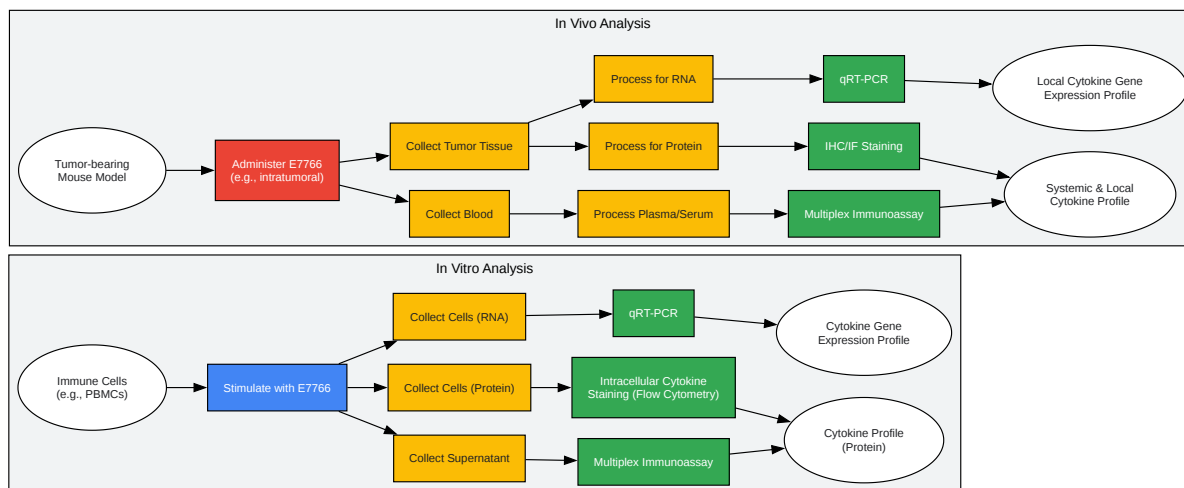 In Vivo Analysis
Process for RNA
qRT-PCR
Local Cytokine Gene
Expression Profile
Tumor-bearing
Mouse Model
Administer E7766
(e.g., intratumoral)
Collect Tumor Tissue
Process for Protein
IHC/IF Staining
Systemic & Local
Cytokine Profile
Collect Blood
Process Plasma/Serum
Multiplex Immunoassay
In Vitro Analysis
Collect Cells (RNA)
qRT-PCR
Cytokine Gene
Expression Profile
Immune Cells
(e.g., PBMCs)
Stimulate with E7766
Collect Cells (Protein)
Intracellular Cytokine
Staining (Flow Cytometry)
Cytokine Profile
(Protein)
Collect Supernatant
Multiplex Immunoassay